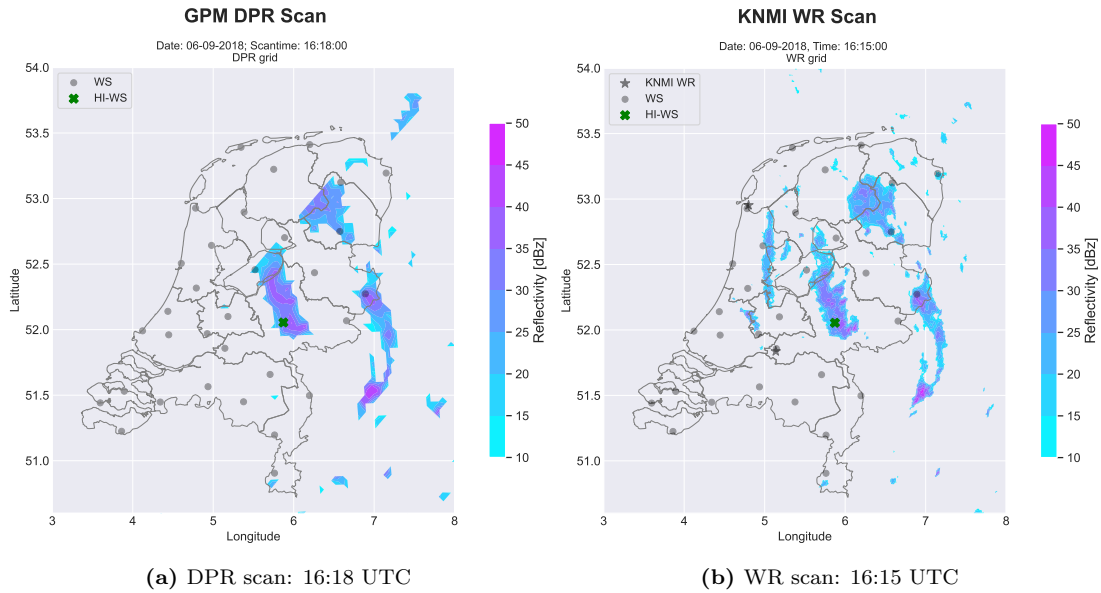 GPM DPR Scan
Date: 06-09-2018; Scantime: 16:18:00
DPR grid
WS
HI-WS
54.0
53.5
53.0
52.5
52.0
51.5
51.0
Latitude
3
4
5
6
7
8
Longitude
50
45
40
35
30
25
20
15
10
Reflectivity [dBz]
(a) DPR scan: 16:18 UTC
KNMI WR Scan
Date: 06-09-2018, Time: 16:15:00
WR grid
KNMI WR
WS
HI-WS
54.0
53.5
53.0
52.5
52.0
51.5
51.0
Latitude
3
4
5
6
7
8
Longitude
50
45
40
35
30
25
20
15
10
Reflectivity [dBz]
(b) WR scan: 16:15 UTC